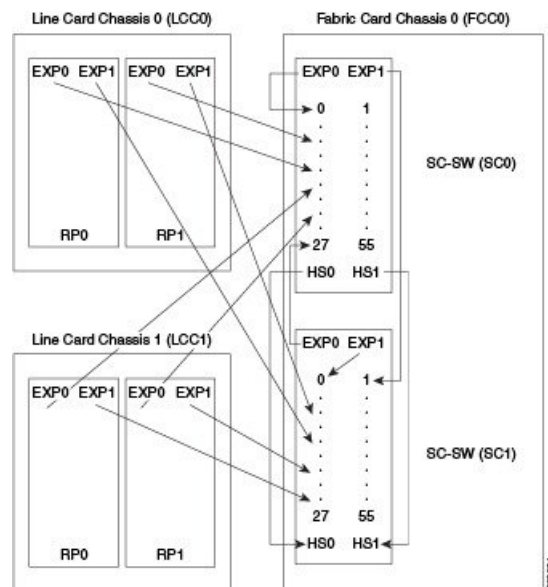 Line Card Chassis 0 (LCC0)
EXP0 EXP1
RP0
EXP0 EXP1
RP1
Fabric Card Chassis 0 (FCC0)
EXP0 EXP1
0 1
27 55
HS0 HS1
SC-SW (SC0)
Line Card Chassis 1 (LCC1)
EXP0 EXP1
RP0
EXP0 EXP1
RP1
EXP0 EXP1
0 1
27 55
HS0 HS1
SC-SW (SC1)